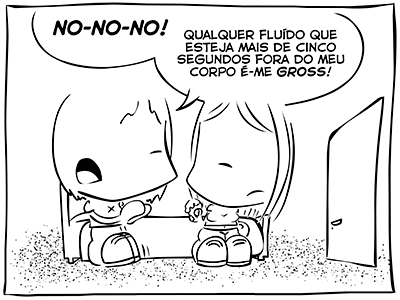 NO-NO-NO!
QUALQUER FLUÍDO QUE
ESTEJA MAIS DE CINCO
SEGUNDOS FORA DO MEU
CORPO É-ME GROSS!